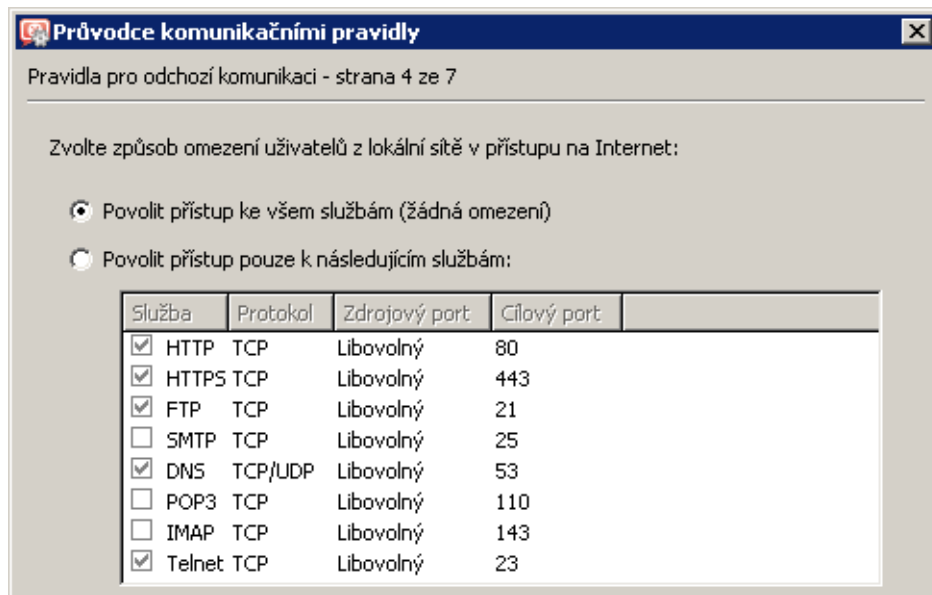 Průvodce komunikačními pravidly
Pravidla pro odchozí komunikaci - strana 4 ze 7
Zvolte způsob omezení uživatelů z lokální sítě v přístupu na Internet:
Povolit přístup ke všem službám (žádná omezení)
Povolit přístup pouze k následujícím službám:
Služba Protokol Zdrojový port Cílový port
HTTP TCP Libovolný 80
HTTPS TCP Libovolný 443
FTP TCP Libovolný 21
SMTP TCP Libovolný 25
DNS TCP/UDP Libovolný 53
POP3 TCP Libovolný 110
IMAP TCP Libovolný 143
Telnet TCP Libovolný 23